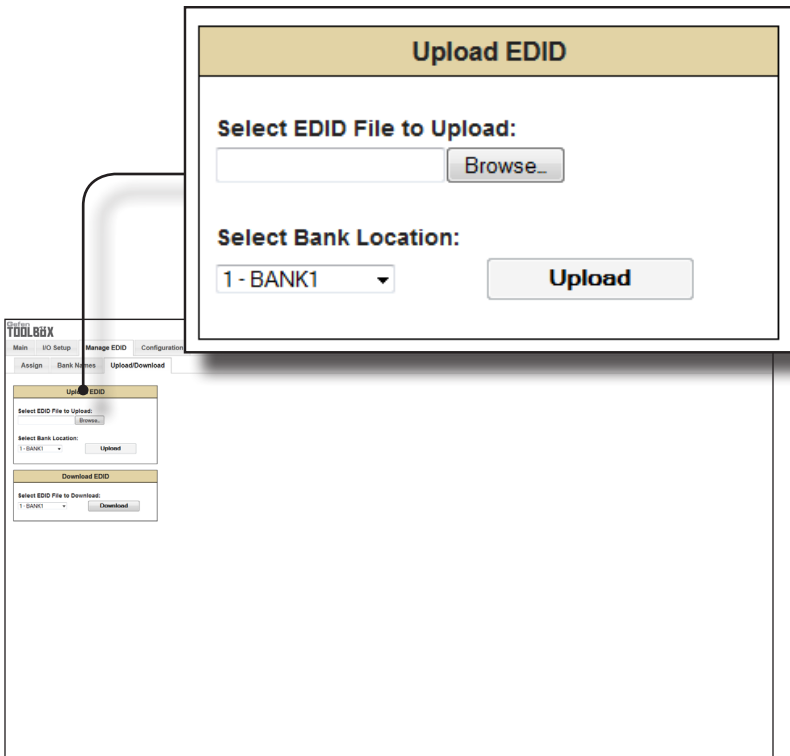 Upload EDID
Select EDID File to Upload:
Browse...
Select Bank Location:
1 - BANK1 Upload
Gefen
TOOLBOX
Main I/O Setup Manage EDID Configuration
Assign Bank Names Upload/Download
EDID
Select EDID File to Upload:
Browse...
Select Bank Location:
1 - BANK1 Upload
Download EDID
Select EDID File to Download:
1 - BANK1 Download